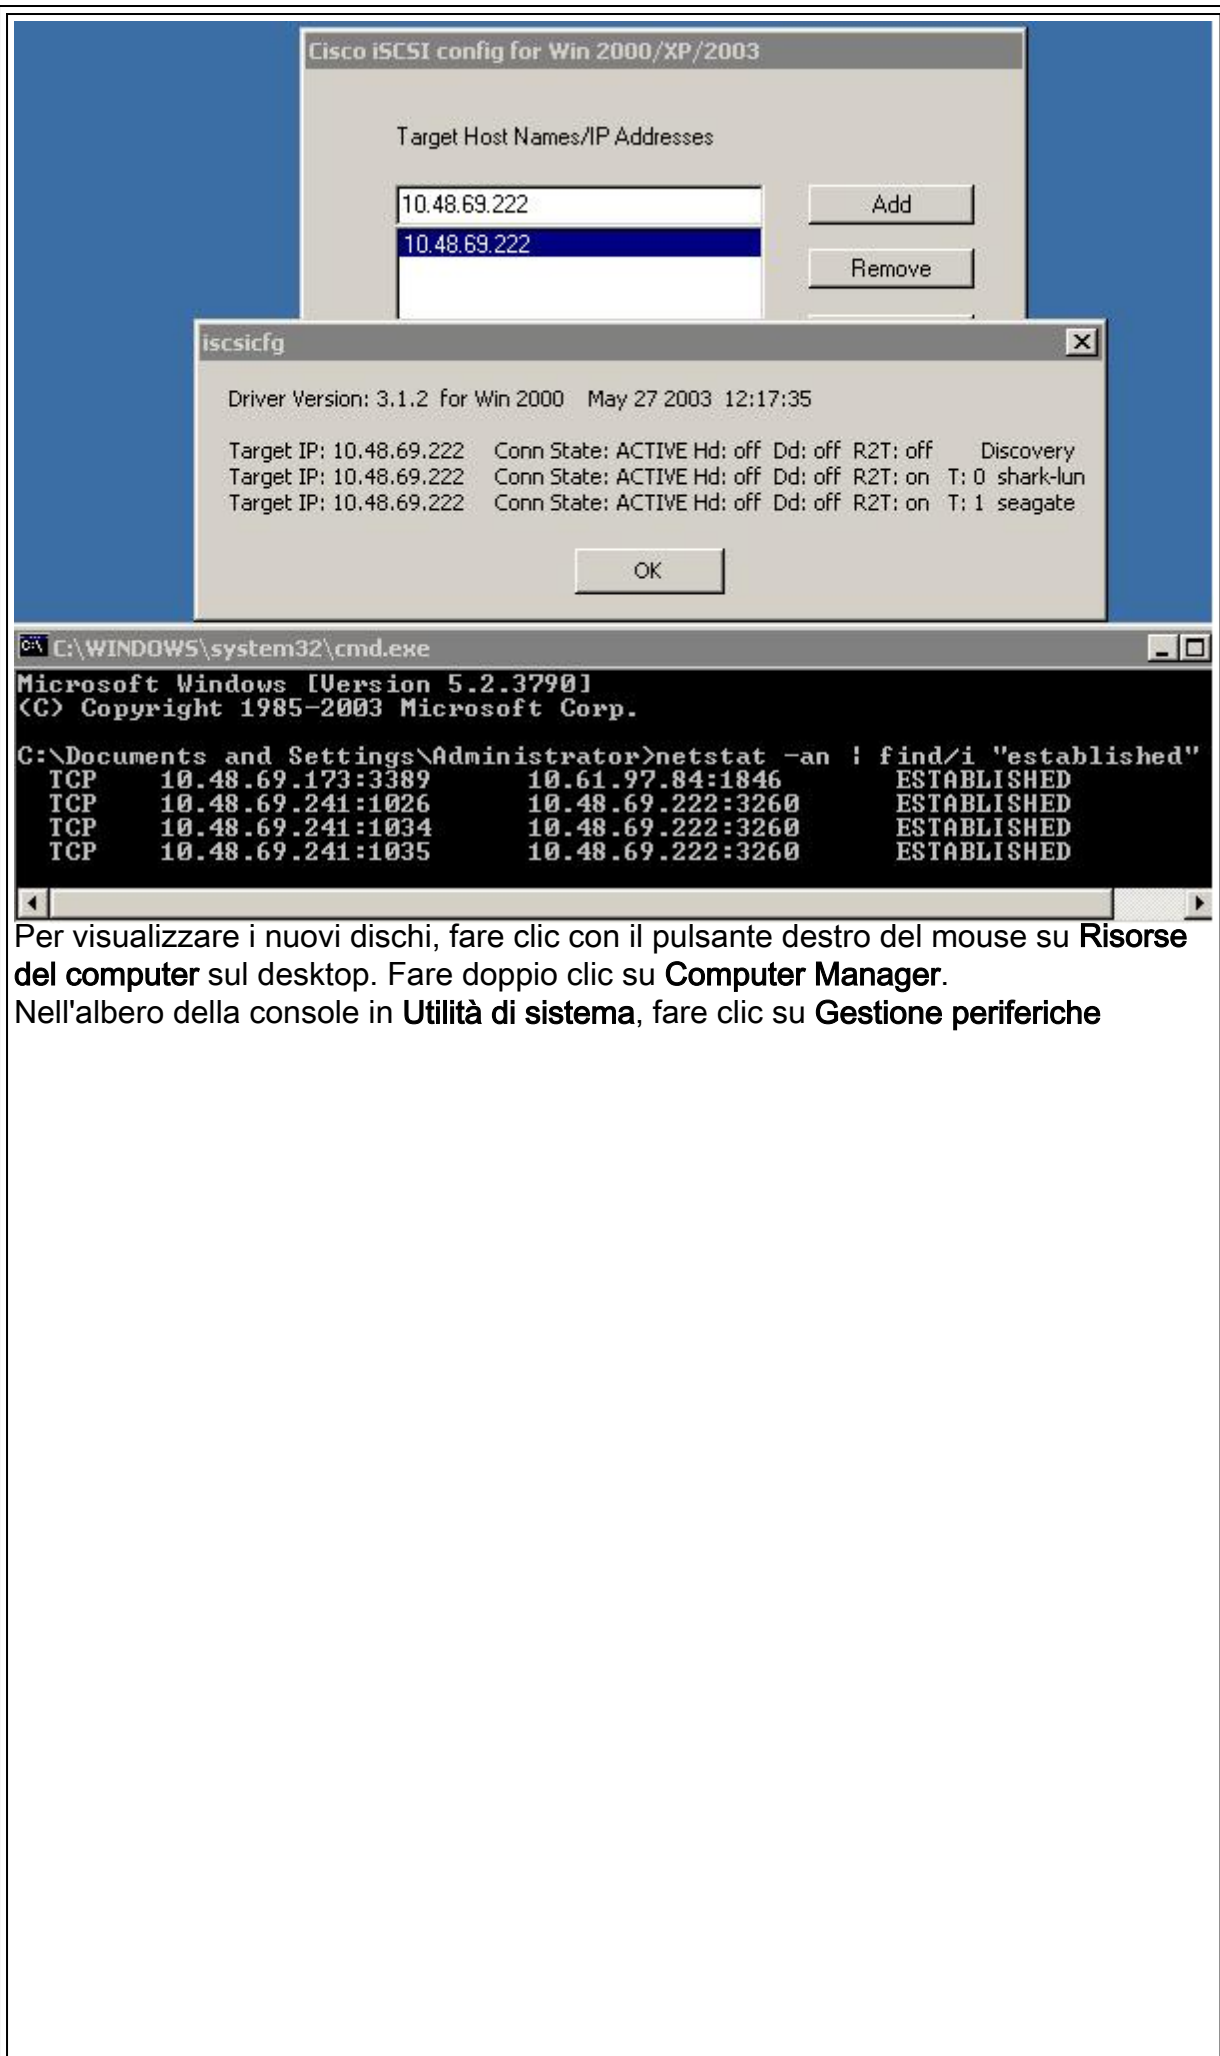 Cisco iSCSI config for Win 2000/XP/2003
Target Host Names/IP Addresses
10.48.69.222
Add
10.48.69.222
Remove
iscsicfg
Driver Version: 3.1.2 for Win 2000 May 27 2003 12:17:35
Target IP: 10.48.69.222 Conn State: ACTIVE Hd: off Dd: off R2T: off Discovery
Target IP: 10.48.69.222 Conn State: ACTIVE Hd: off Dd: off R2T: on T: 0 shark-lun
Target IP: 10.48.69.222 Conn State: ACTIVE Hd: off Dd: off R2T: on T: 1 seagate
OK
C:\WINDOWS\system32\cmd.exe
Microsoft Windows [Version 5.2.3790]
(C) Copyright 1985-2003 Microsoft Corp.
C:\Documents and Settings\Administrator>netstat -an | find/i "established"
TCP 10.48.69.173:3389 10.61.97.84:1846 ESTABLISHED
TCP 10.48.69.241:1026 10.48.69.222:3260 ESTABLISHED
TCP 10.48.69.241:1034 10.48.69.222:3260 ESTABLISHED
TCP 10.48.69.241:1035 10.48.69.222:3260 ESTABLISHED
Per visualizzare i nuovi dischi, fare clic con il pulsante destro del mouse su Risorse
del computer sul desktop. Fare doppio clic su Computer Manager.
Nell'albero della console in Utilità di sistema, fare clic su Gestione periferiche